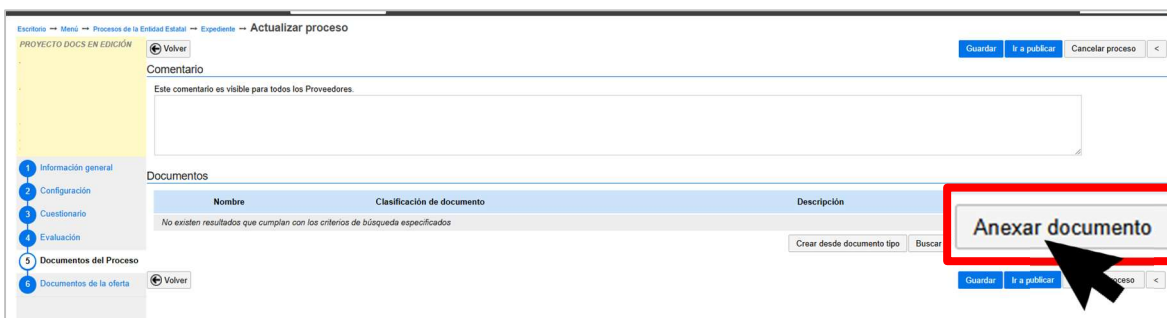 Escritorio → Menú → Procesos de la Entidad Estatal → Expediente → Actualizar proceso
PROYECTO DOCS EN EDICIÓN
Volver
Guardar Ir a publicar Cancelar proceso <
Comentario
Este comentario es visible para todos los Proveedores.
1 Información general
2 Configuración
3 Cuestionario
4 Evaluación
5 Documentos del Proceso
6 Documentos de la oferta
Documentos
Nombre Clasificación de documento Descripción
No existen resultados que cumplan con los criterios de búsqueda especificados
Crear desde documento tipo Buscar
Anexar documento
Volver
Guardar Ir a publicar oceso <